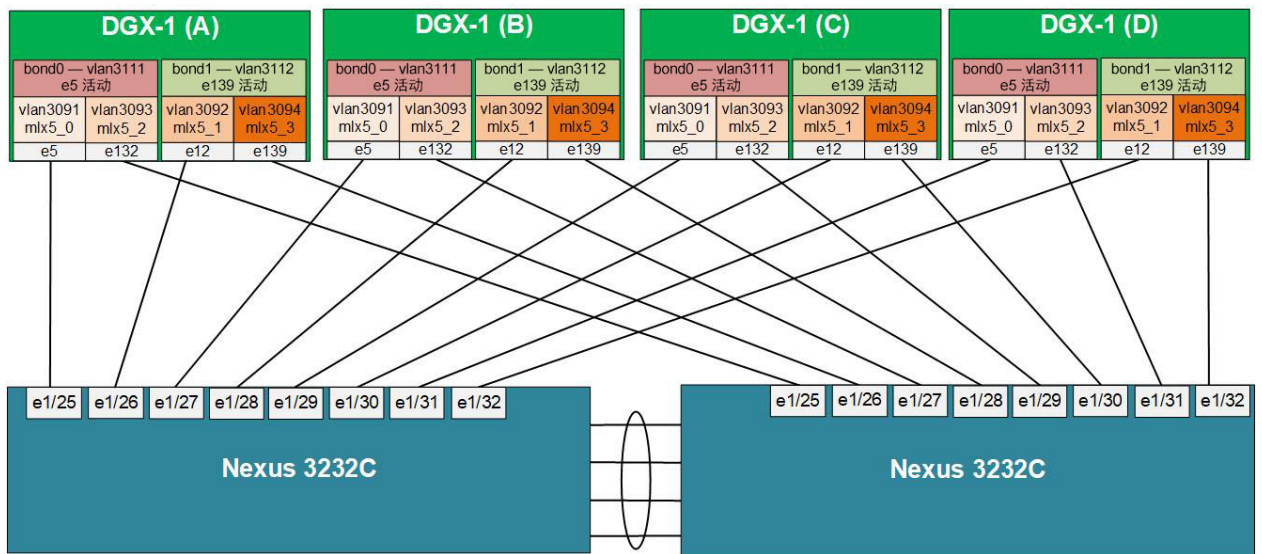 DGX-1 (A)
bond0 — vlan3111
e5 活动
bond1 — vlan3112
e139 活动
vlan3091
mlx5_0
vlan3093
mlx5_2
vlan3092
mlx5_1
vlan3094
mlx5_3
e5
e132
e12
e139
DGX-1 (B)
bond0 — vlan3111
e5 活动
bond1 — vlan3112
e139 活动
vlan3091
mlx5_0
vlan3093
mlx5_2
vlan3092
mlx5_1
vlan3094
mlx5_3
e5
e132
e12
e139
DGX-1 (C)
bond0 — vlan3111
e5 活动
bond1 — vlan3112
e139 活动
vlan3091
mlx5_0
vlan3093
mlx5_2
vlan3092
mlx5_1
vlan3094
mlx5_3
e5
e132
e12
e139
DGX-1 (D)
bond0 — vlan3111
e5 活动
bond1 — vlan3112
e139 活动
vlan3091
mlx5_0
vlan3093
mlx5_2
vlan3092
mlx5_1
vlan3094
mlx5_3
e5
e132
e12
e139
e1/25
e1/26
e1/27
e1/28
e1/29
e1/30
e1/31
e1/32
Nexus 3232C
e1/25
e1/26
e1/27
e1/28
e1/29
e1/30
e1/31
e1/32
Nexus 3232C